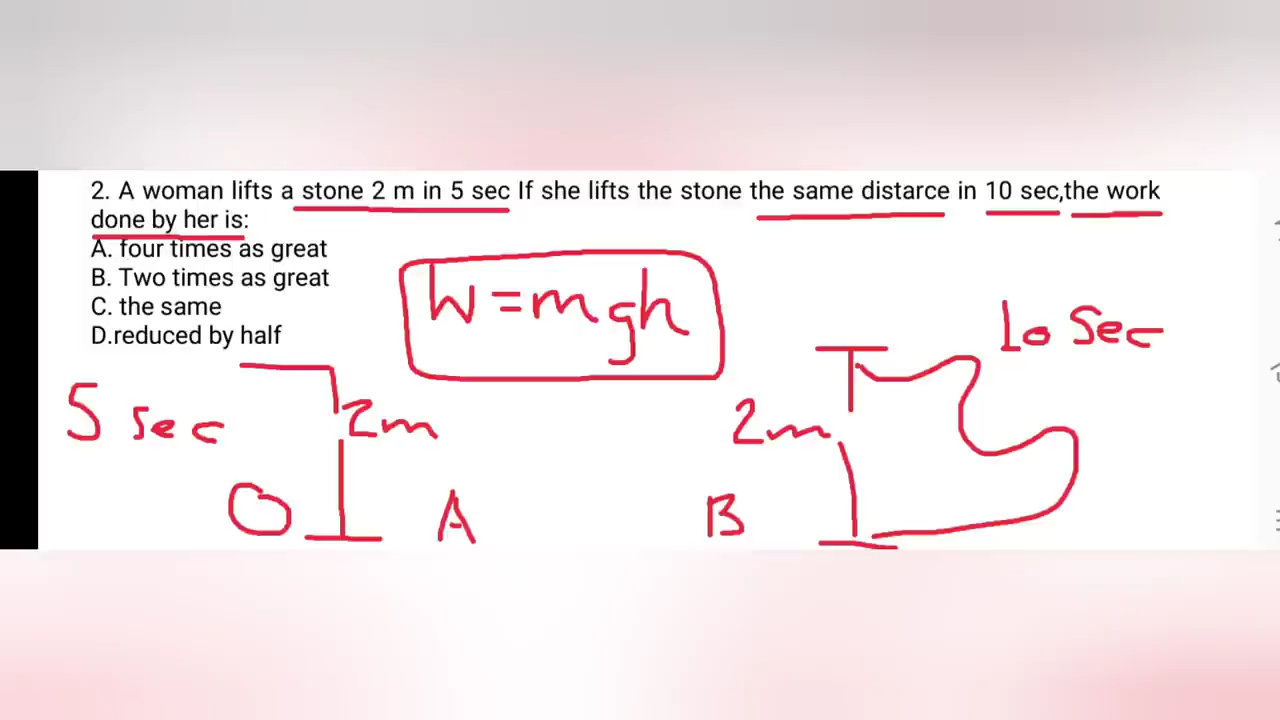 2. A woman lifts a stone 2 m in 5 sec If she lifts the stone the same distarce in 10 sec,the work
done by her is:
A. four times as great
B. Two times as great
C. the same
D.reduced by half
W = mgh
10 Sec
5 sec
2m
2m
A
B